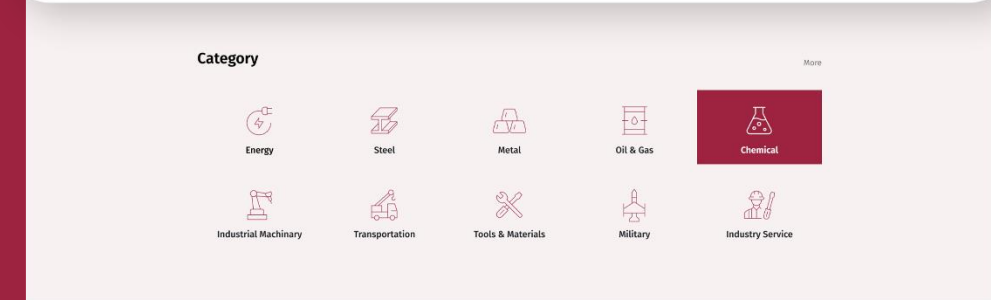 Category
More
Energy
Steel
Metal
Oil & Gas
Chemical
Industrial Machinary
Transportation
Tools & Materials
Military
Industry Service